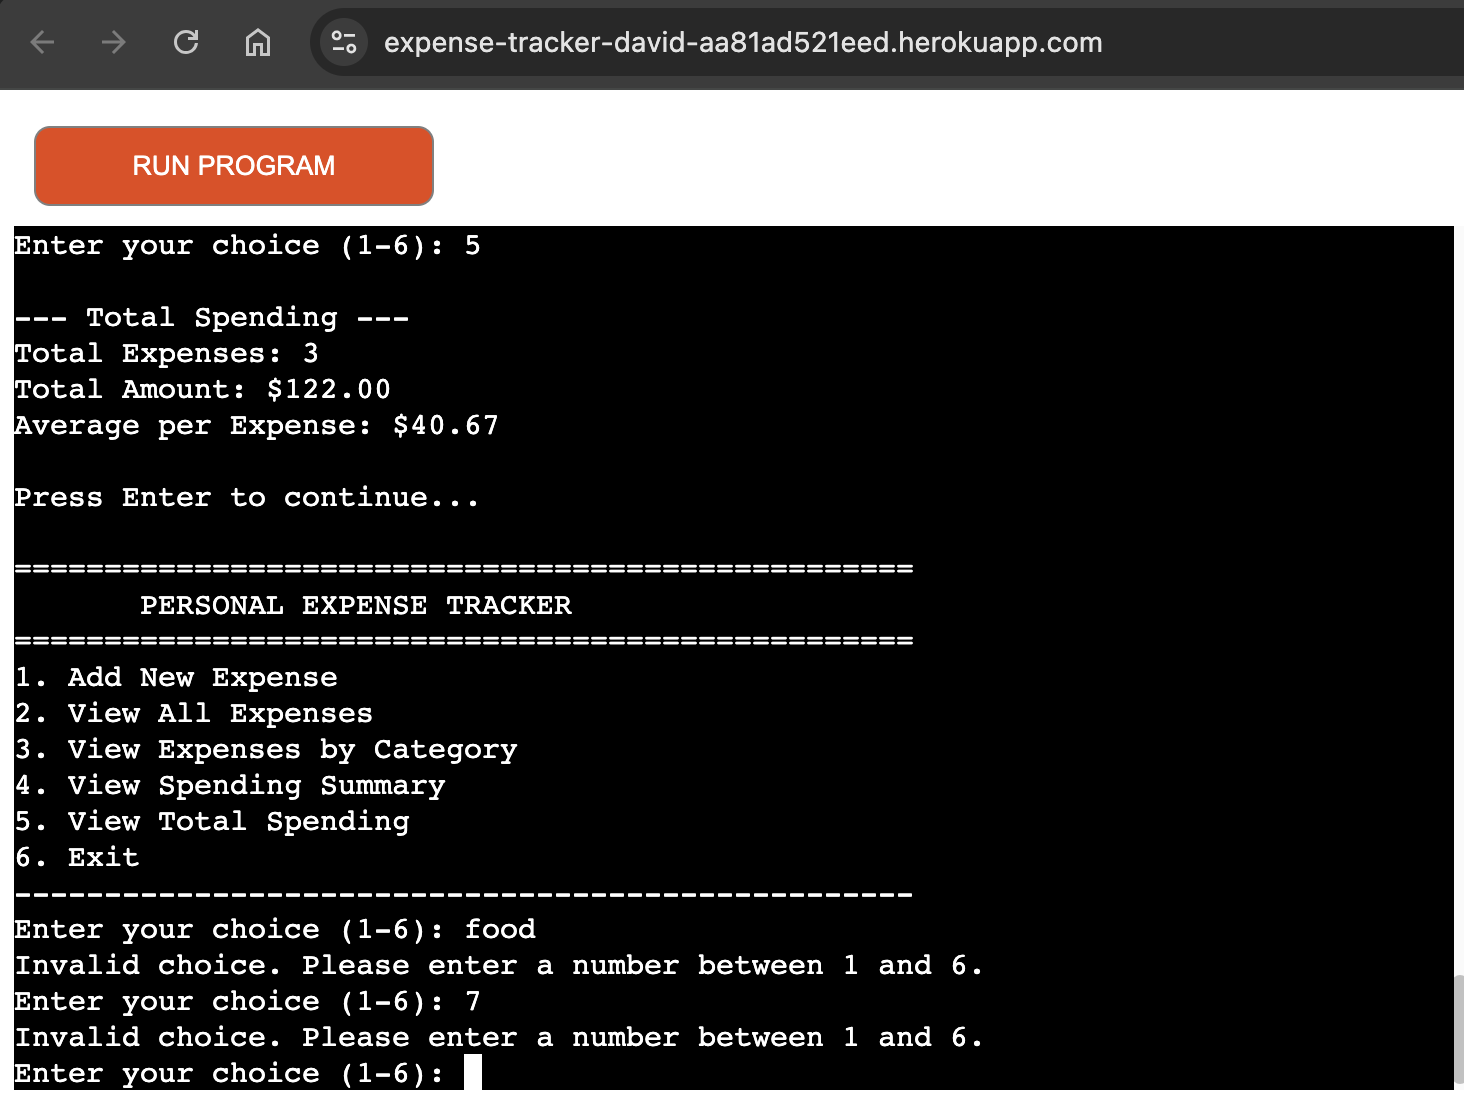 expense-tracker-david-aa81ad521eed.herokuapp.com
RUN PROGRAM
Enter your choice (1-6): 5
--- Total Spending ---
Total Expenses: 3
Total Amount: $122.00
Average per Expense: $40.67
Press Enter to continue...
==================================================
PERSONAL EXPENSE TRACKER
==================================================
1. Add New Expense
2. View All Expenses
3. View Expenses by Category
4. View Spending Summary
5. View Total Spending
6. Exit
--------------------------------------------------
Enter your choice (1-6): food
Invalid choice. Please enter a number between 1 and 6.
Enter your choice (1-6): 7
Invalid choice. Please enter a number between 1 and 6.
Enter your choice (1-6):